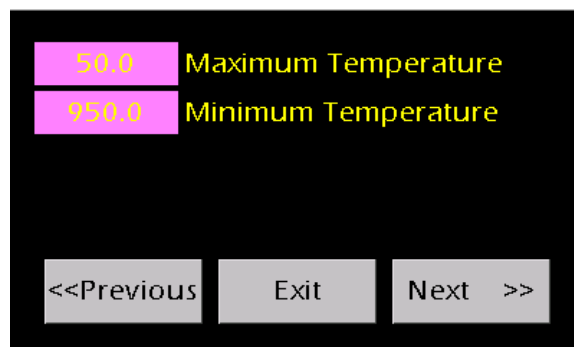 50.0 Maximum Temperature
950.0 Minimum Temperature
<<Previous Exit Next >>